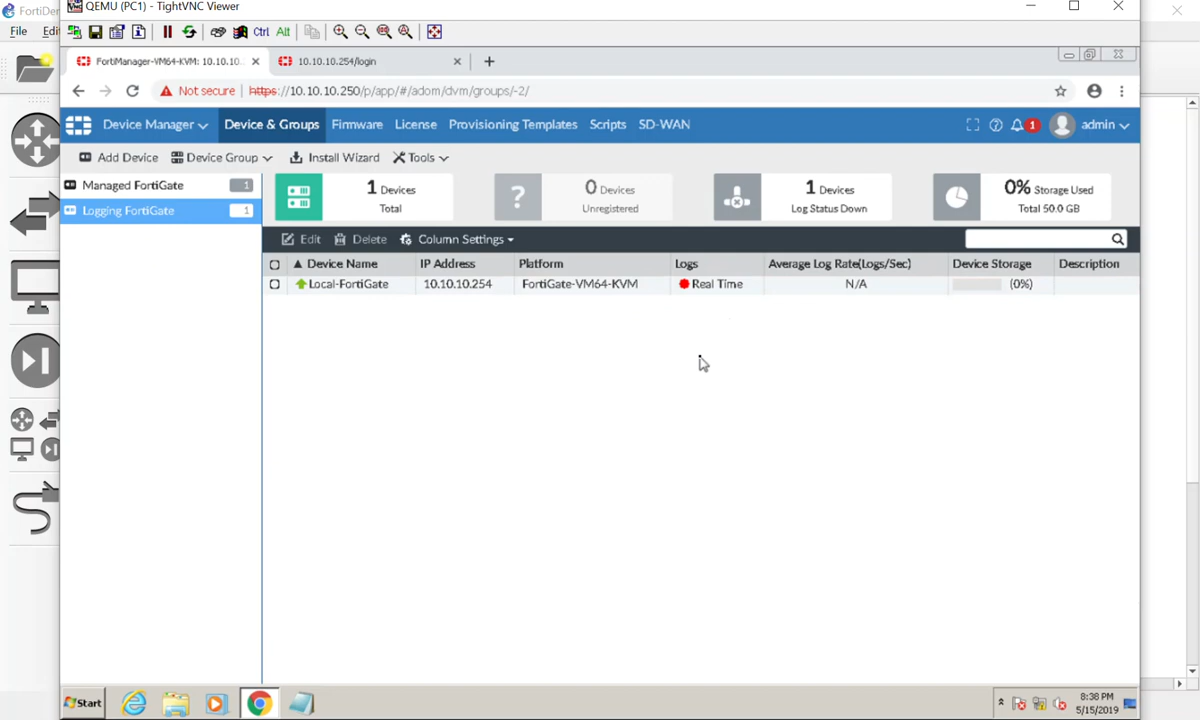 FortiDer
QEMU (PC1) - TightVNC Viewer
File Edi
Ctrl Alt
FortiManager-VM64-KVM: 10.10.10. 10.10.10.254/login
Not secure https://10.10.10.250/p/app/#/adom/dvm/groups/-2/
Device Manager Device & Groups Firmware License Provisioning Templates Scripts SD-WAN 1 admin
Add Device Device Group Install Wizard Tools
Managed FortiGate 1
Logging FortiGate 1
1 Devices
Total
0 Devices
Unregistered
1 Devices
Log Status Down
0% Storage Used
Total 50.0 GB
Edit Delete Column Settings
Device Name IP Address Platform Logs Average Log Rate(Logs/Sec) Device Storage Description
Local-FortiGate 10.10.10.254 FortiGate-VM64-KVM Real Time N/A (0%)
Start
8:38 PM
5/15/2019